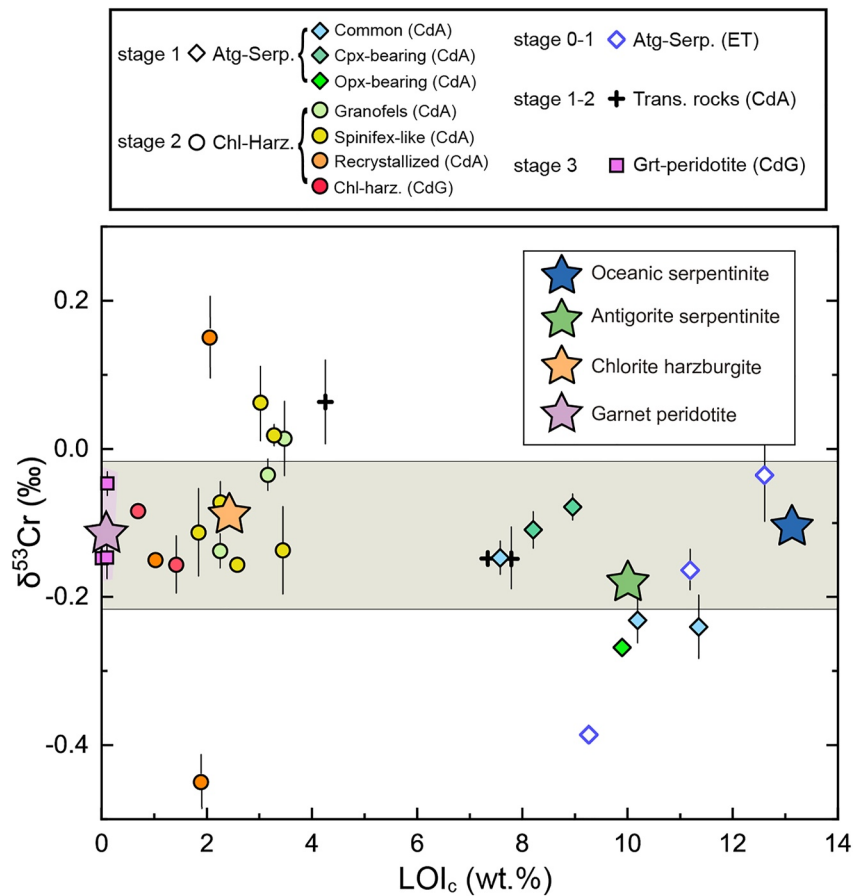 stage 1 Atg-Serp.
Common (CdA)
Cpx-bearing (CdA)
Opx-bearing (CdA)
stage 2 Chl-Harz.
Granofels (CdA)
Spinifex-like (CdA)
Recrystallized (CdA)
Chl-harz. (CdG)
stage 0-1 Atg-Serp. (ET)
stage 1-2 Trans. rocks (CdA)
stage 3 Grt-peridotite (CdG)
Oceanic serpentinite
Antigorite serpentinite
Chlorite harzburgite
Garnet peridotite
δ⁵³Cr (‰)
0.2
0.0
-0.2
-0.4
0 2 4 6 8 10 12 14
LOI꜀ (wt.%)